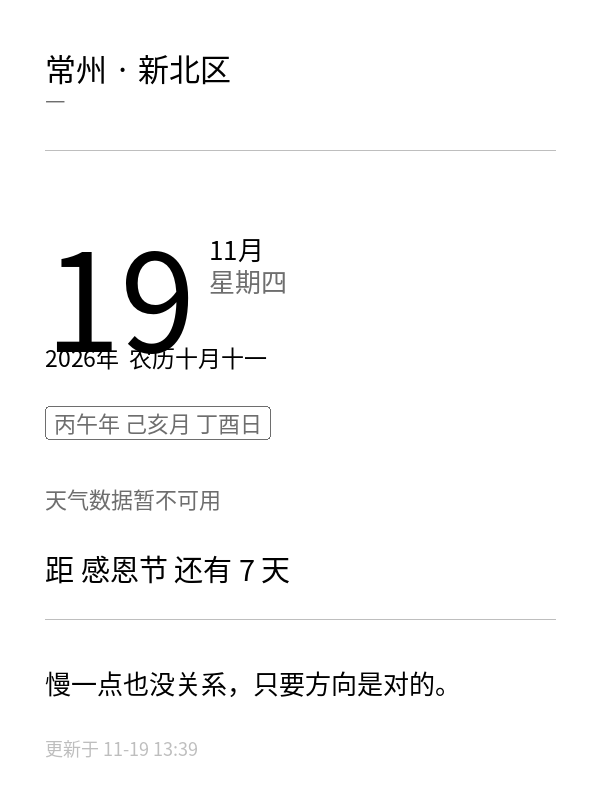 常州 · 新北区
—
19
11月
星期四
2026年 农历十月十一
丙午年 己亥月 丁酉日
天气数据暂不可用
距 感恩节 还有 7 天
慢一点也没关系，只要方向是对的。
更新于 11-19 13:39